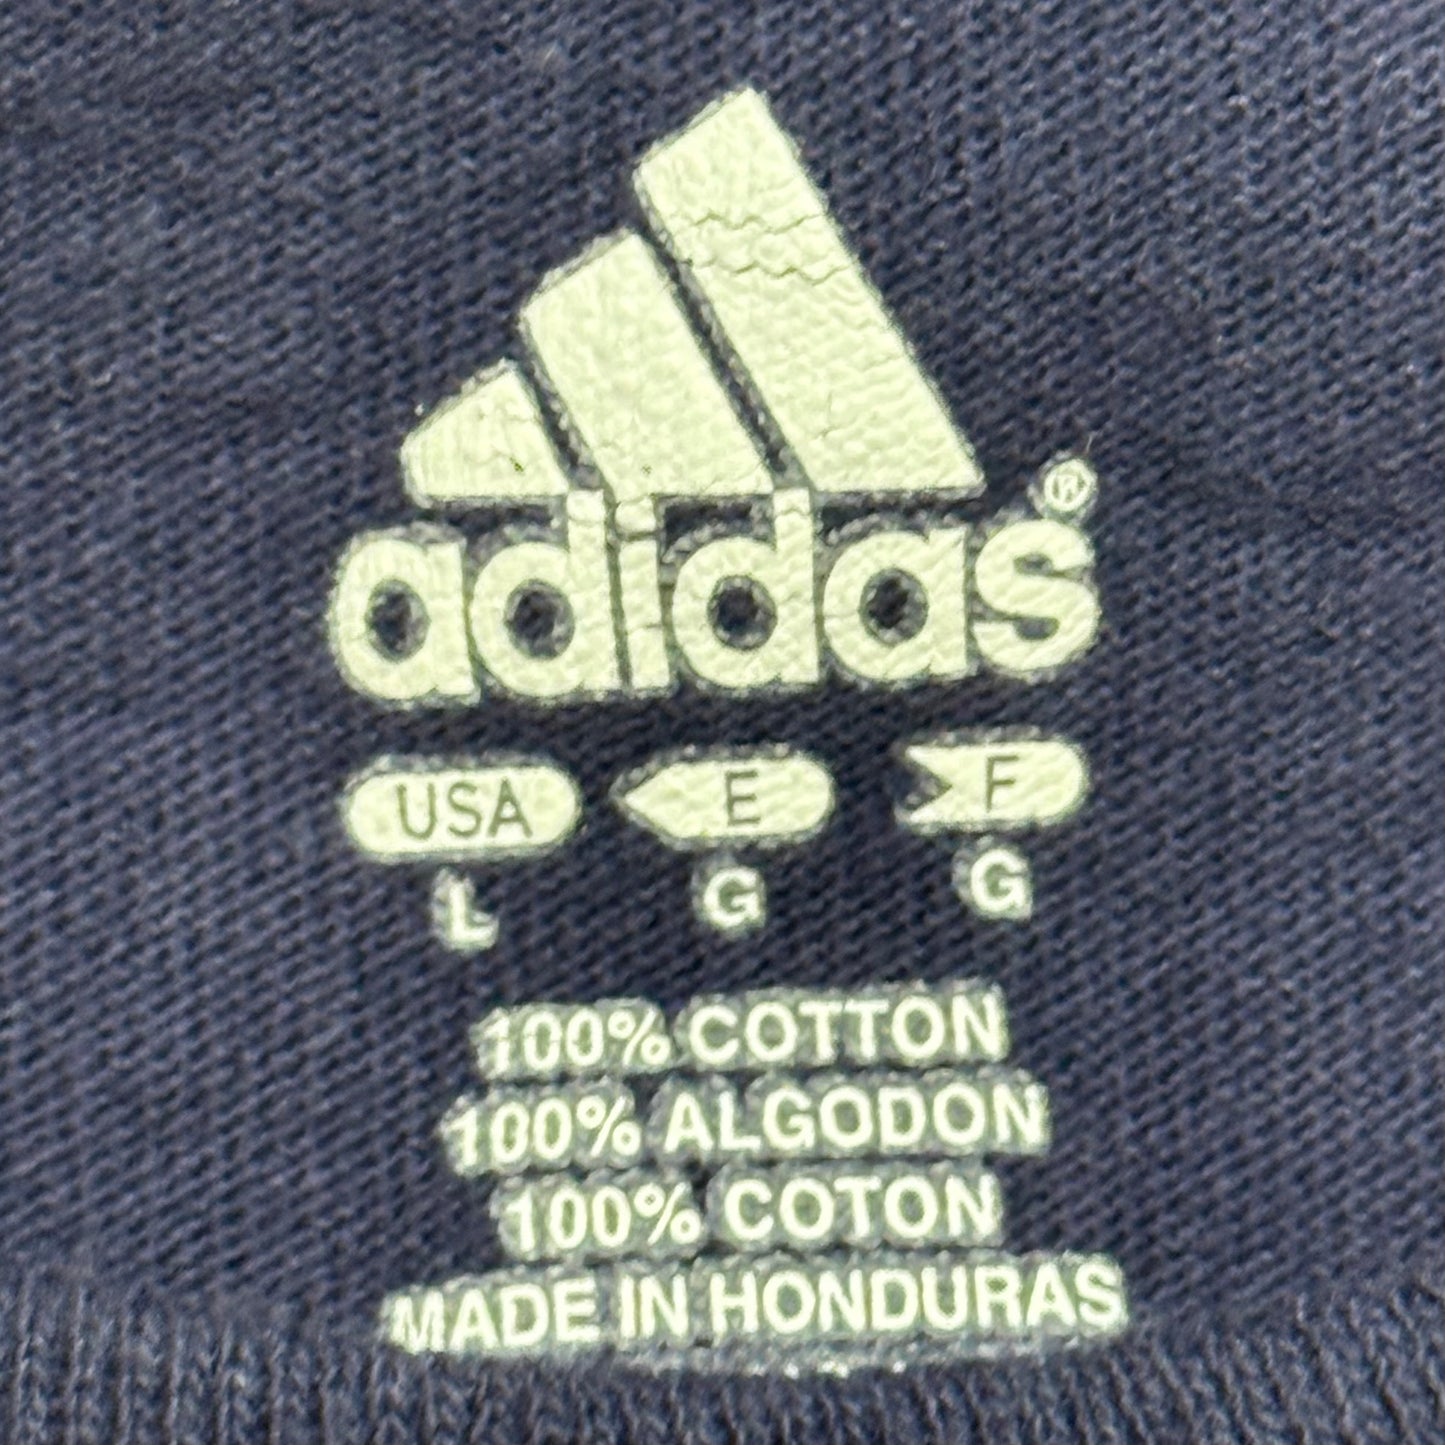 adidas®
USA E F
L G G
100% COTTON
100% ALGODON
100% COTON
MADE IN HONDURAS